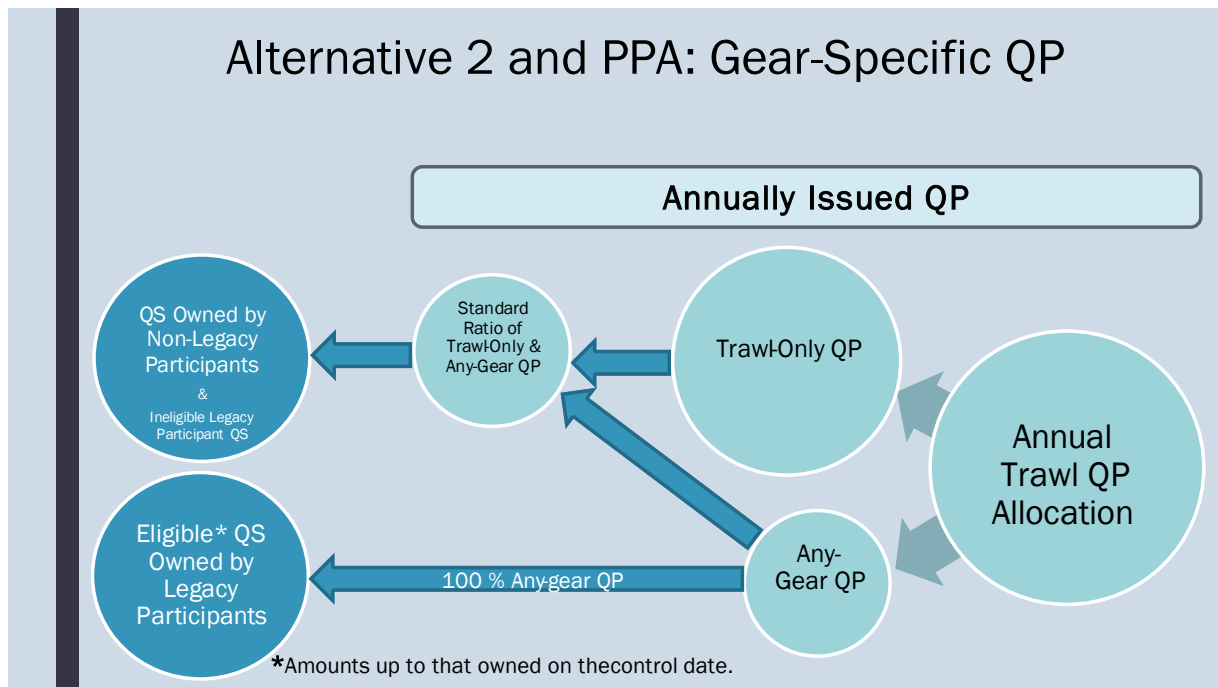 Alternative 2 and PPA: Gear-Specific QP
Annually Issued QP
QS Owned by
Non-Legacy
Participants
&
Ineligible Legacy
Participant QS
Standard
Ratio of
Trawl-Only &
Any-Gear QP
Trawl-Only QP
Annual
Trawl QP
Allocation
Eligible* QS
Owned by
Legacy
Participants
100 % Any-gear QP
Any-
Gear QP
*Amounts up to that owned on thecontrol date.